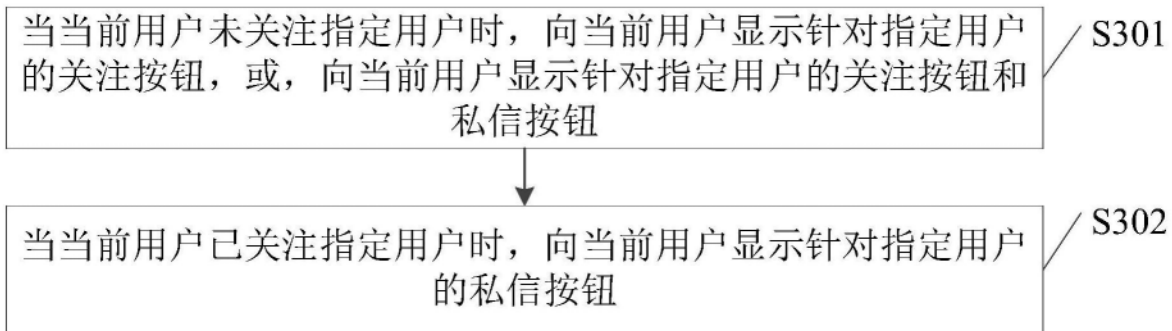 当当前用户未关注指定用户时，向当前用户显示针对指定用户
的关注按钮，或，向当前用户显示针对指定用户的关注按钮和
私信按钮
S301
当当前用户已关注指定用户时，向当前用户显示针对指定用户
的私信按钮
S302